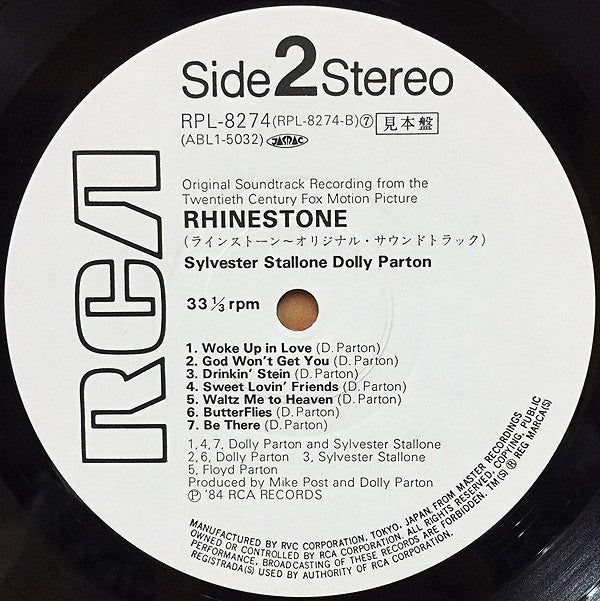 Side 2 Stereo
RPL-8274(RPL-8274-B)⑦ 見本盤
(ABL1-5032) JASRAC
Original Soundtrack Recording from the
Twentieth Century Fox Motion Picture
RHINESTONE
(ラインストーン〜オリジナル・サウンドトラック)
Sylvester Stallone Dolly Parton
33 1/3 rpm
1. Woke Up in Love (D. Parton)
2. God Won't Get You (D. Parton)
3. Drinkin' Stein (D. Parton)
4. Sweet Lovin' Friends (D. Parton)
5. Waltz Me to Heaven (D. Parton)
6. ButterFlies (D. Parton)
7. Be There (D. Parton)
1,4,7, Dolly Parton and Sylvester Stallone
2,6, Dolly Parton 3, Sylvester Stallone
5, Floyd Parton
Produced by Mike Post and Dolly Parton
Ⓟ '84 RCA RECORDS
RCA
MANUFACTURED BY RVC CORPORATION, TOKYO, JAPAN, FROM MASTER RECORDINGS
OWNED OR CONTROLLED BY RCA CORPORATION. ALL RIGHTS RESERVED, COPYING, PUBLIC
PERFORMANCE, BROADCASTING OF THESE RECORDS ARE FORBIDDEN. TM(S) ® REG MARCA(S)
REGISTRADA(S) USED BY AUTHORITY OF RCA CORPORATION.